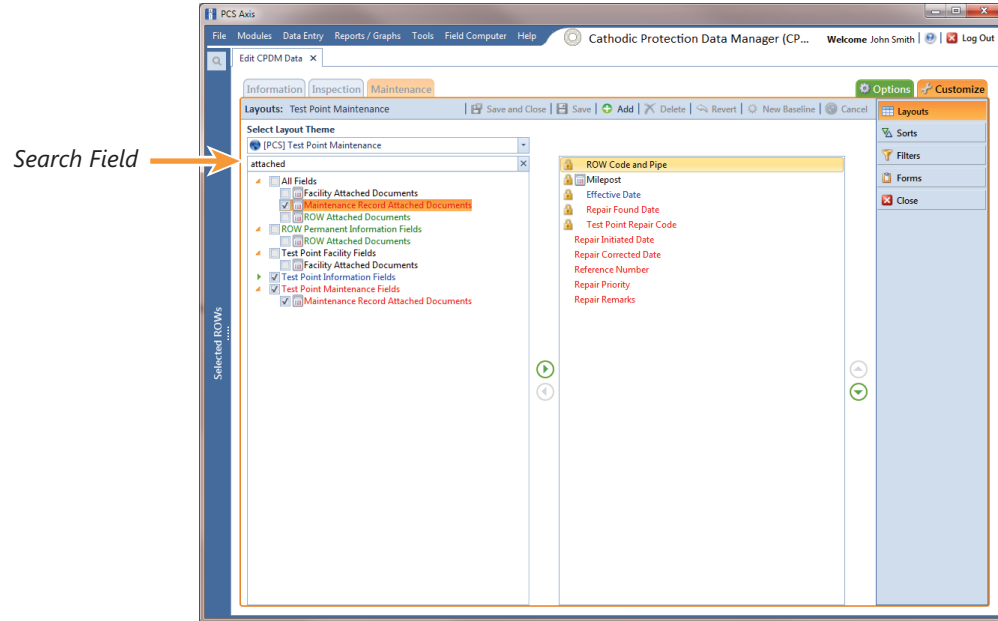 PCS Axis
File Modules Data Entry Reports / Graphs Tools Field Computer Help
Cathodic Protection Data Manager (CP...
Welcome John Smith
Log Out
Edit CPDM Data ×
Information Inspection Maintenance
Options Customize
Layouts: Test Point Maintenance
Save and Close Save Add Delete Revert New Baseline Cancel
Select Layout Theme
[PCS] Test Point Maintenance
Search Field
attached
All Fields
Facility Attached Documents
Maintenance Record Attached Documents
ROW Attached Documents
ROW Permanent Information Fields
ROW Attached Documents
Test Point Facility Fields
Facility Attached Documents
Test Point Information Fields
Test Point Maintenance Fields
Maintenance Record Attached Documents
ROW Code and Pipe
Milepost
Effective Date
Repair Found Date
Test Point Repair Code
Repair Initiated Date
Repair Corrected Date
Reference Number
Repair Priority
Repair Remarks
Layouts
Sorts
Filters
Forms
Close
Selected ROWs